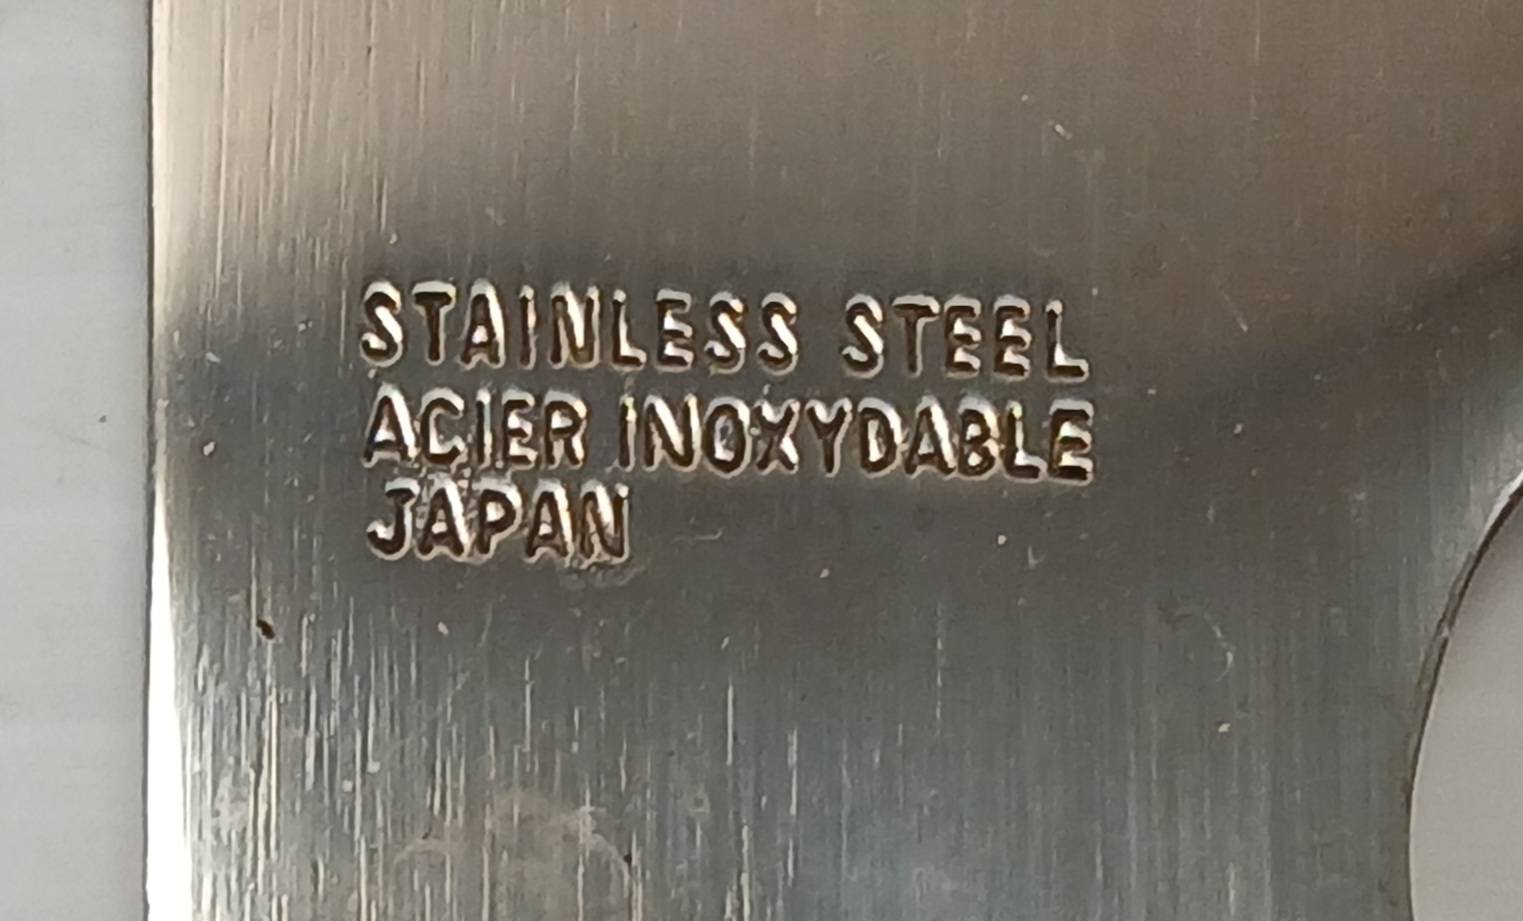 STAINLESS STEEL
ACIER INOXYDABLE
JAPAN